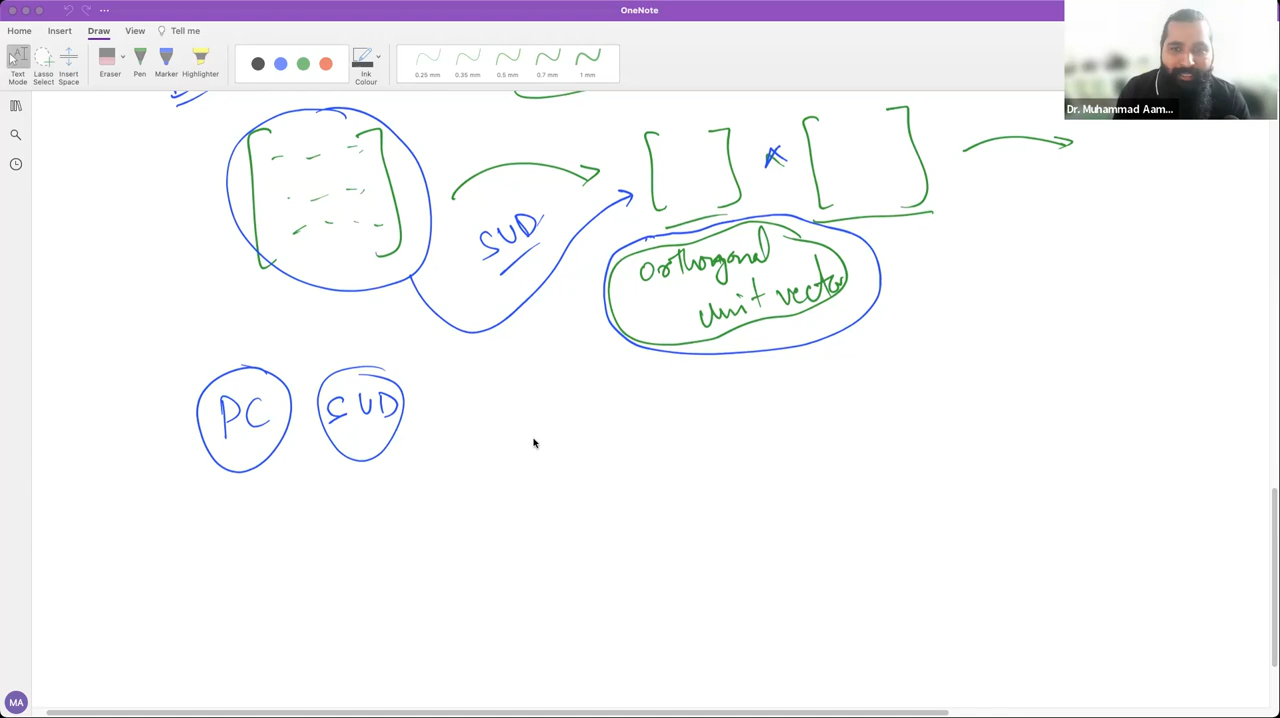 OneNote
Home Insert Draw View Tell me
Text Mode
Lasso Select
Insert Space
Eraser
Pen
Marker
Highlighter
Ink Colour
0.25 mm 0.35 mm 0.5 mm 0.7 mm 1 mm
Dr. Muhammad Aam...
SVD
orthogonal
unit vector
PC SVD
MA